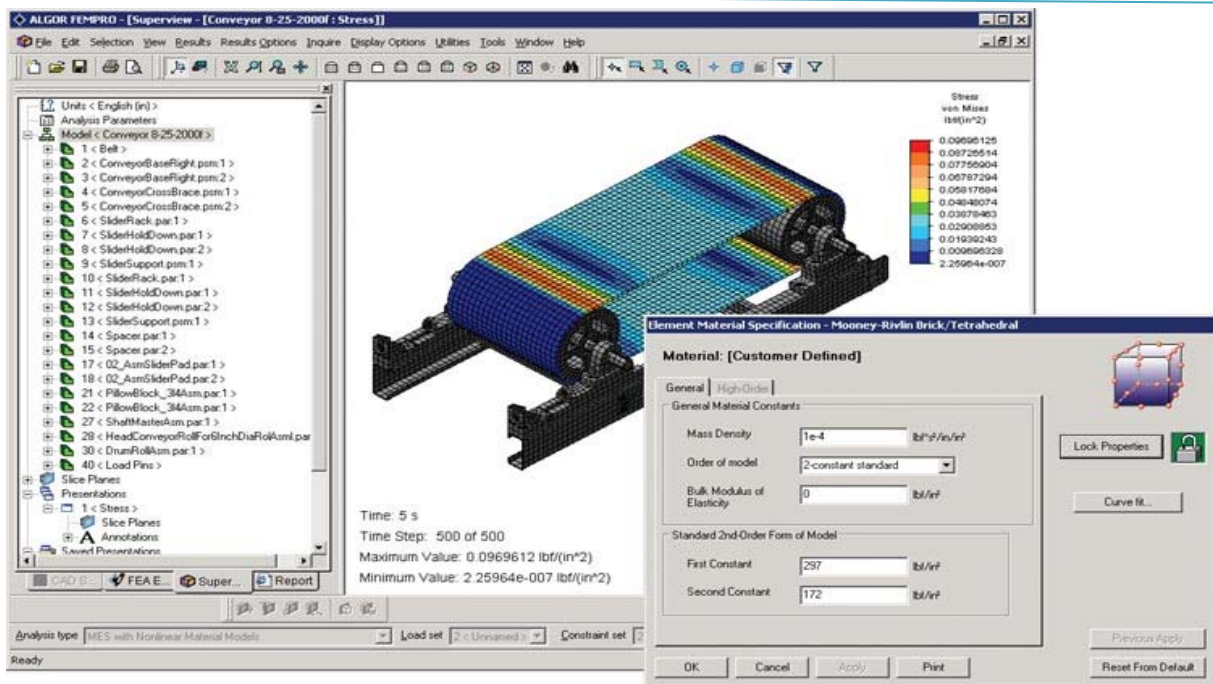 ALGOR FEMPRO - [Superview - [Conveyor 8-25-2000f : Stress]]
File Edit Selection View Results Results Options Inquire Display Options Utilities Tools Window Help
Units < English (in) >
Analysis Parameters
Model < Conveyor 8-25-2000f >
1 < Belt >
2 < ConveyorBaseRight.psm:1 >
3 < ConveyorBaseRight.psm:2 >
4 < ConveyorCrossBrace.psm:1 >
5 < ConveyorCrossBrace.psm:2 >
6 < SliderRack.par:1 >
7 < SliderHoldDown.par:1 >
8 < SliderHoldDown.par:2 >
9 < SliderSupport.psm:1 >
10 < SliderRack.par:1 >
11 < SliderHoldDown.par:1 >
12 < SliderHoldDown.par:2 >
13 < SliderSupport.psm:1 >
14 < Spacer.par:1 >
15 < Spacer.par:2 >
17 < 02_AsmSliderPad.par:1 >
18 < 02_AsmSliderPad.par:2 >
21 < PillowBlock_3l4Asm.par:1 >
22 < PillowBlock_3l4Asm.par:1 >
27 < ShaftMasterAsm.par:1 >
28 < HeadConveyorRollFor6InchDiaRolAsml.par
30 < DrumRollAsm.par:1 >
40 < Load Pins >
Slice Planes
Presentations
1 < Stress >
Slice Planes
Annotations
Saved Presentations
CAD S... FEA E... Super... Report
Stress
von Mises
lbf/(in^2)
0.09696125
0.08726514
0.07756904
0.06787294
0.05817684
0.04848074
0.03878463
0.02908853
0.01939243
0.009696328
2.25964e-007
Time: 5 s
Time Step: 500 of 500
Maximum Value: 0.0969612 lbf/(in^2)
Minimum Value: 2.25964e-007 lbf/(in^2)
Analysis type MES with Nonlinear Material Models Load set 2 < Unnamed > Constraint set
Ready
Element Material Specification - Mooney-Rivlin Brick/Tetrahedral
Material: [Customer Defined]
General High-Order
General Material Constants
Mass Density 1e-4 lbf*s²/in/in³
Order of model 2-constant standard
Bulk Modulus of Elasticity 0 lbf/in²
Standard 2nd-Order Form of Model
First Constant 297 lbf/in²
Second Constant 172 lbf/in²
Lock Properties
Curve fit...
Previous Apply
OK Cancel Apply Print Reset From Default